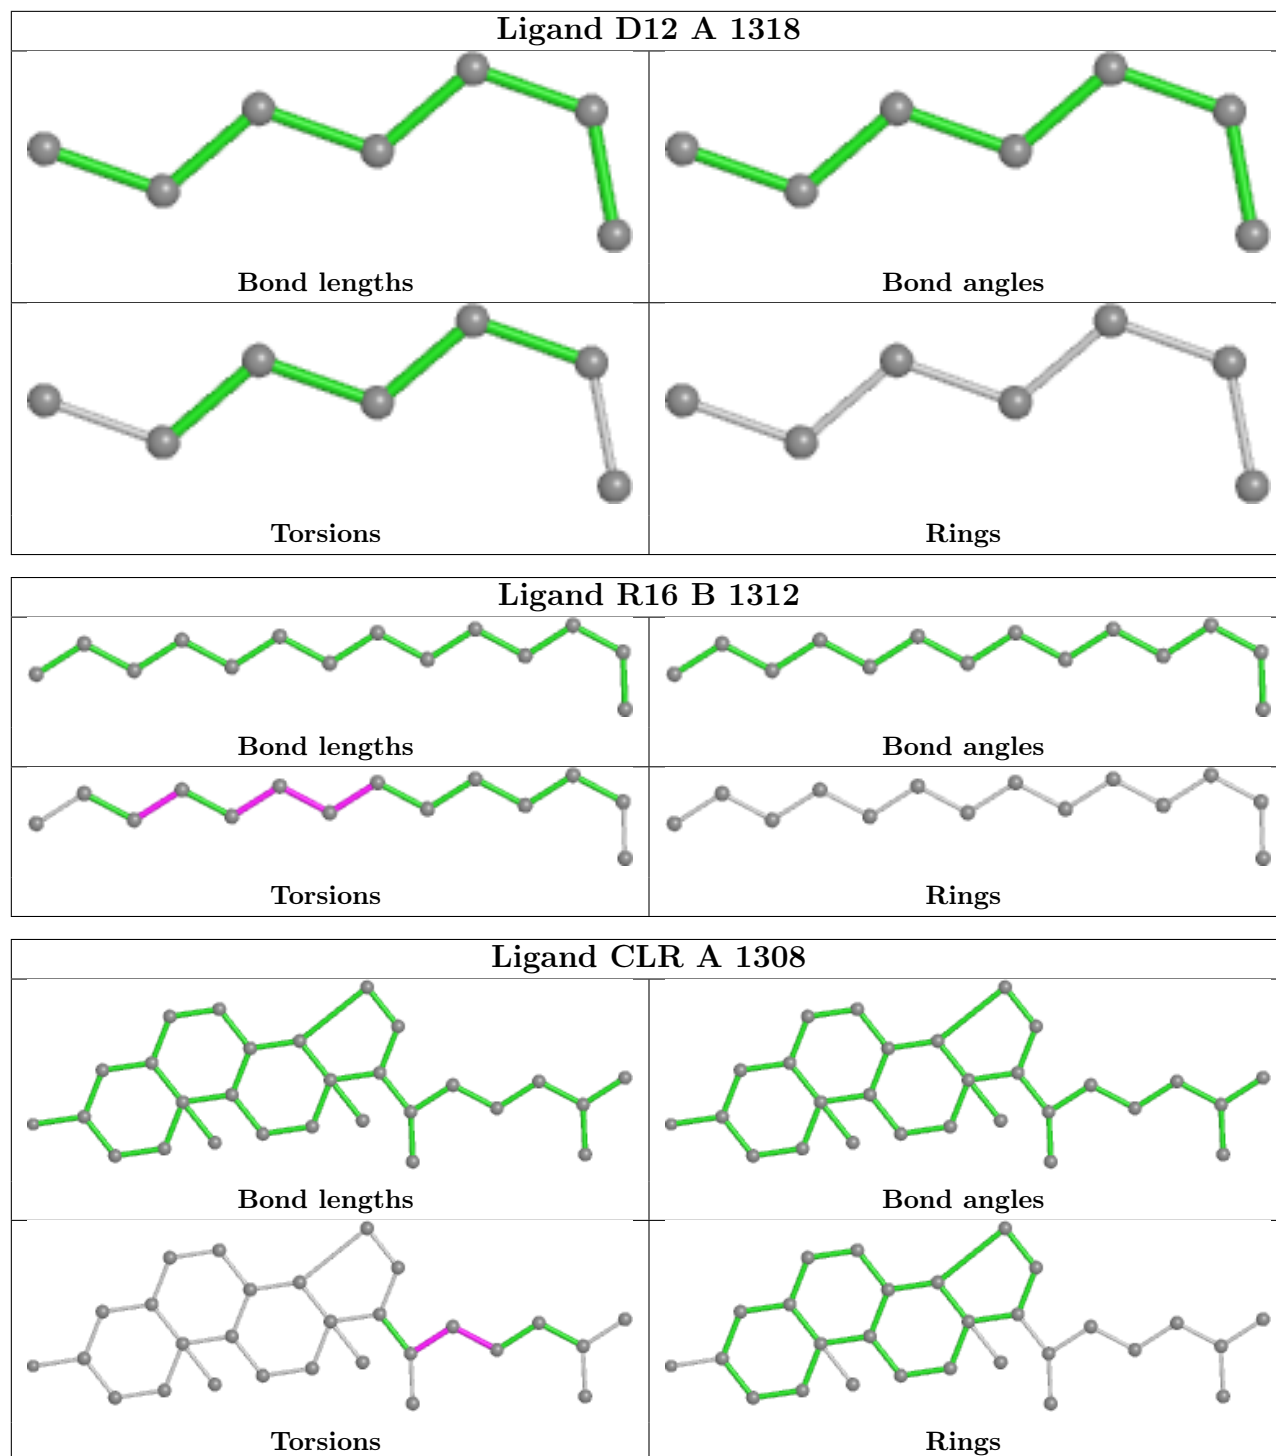 Ligand D12 A 1318
Bond lengths
Bond angles
Torsions
Rings
Ligand R16 B 1312
Bond lengths
Bond angles
Torsions
Rings
Ligand CLR A 1308
Bond lengths
Bond angles
Torsions
Rings